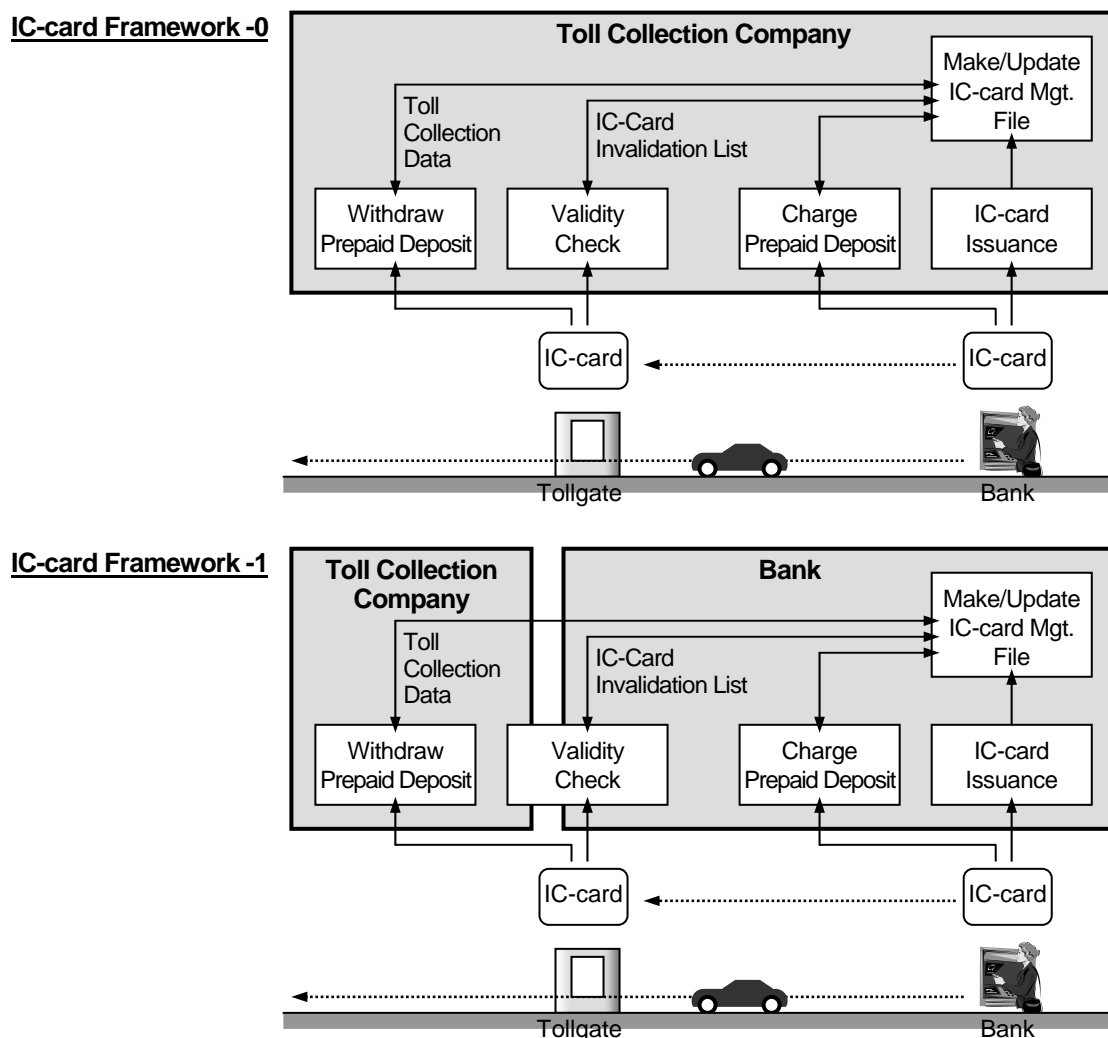 IC-card Framework -0
Toll Collection Company
Make/Update
IC-card Mgt.
File
Toll
Collection
Data
IC-Card
Invalidation List
Withdraw
Prepaid Deposit
Validity
Check
Charge
Prepaid Deposit
IC-card
Issuance
IC-card
IC-card
Tollgate
Bank
IC-card Framework -1
Toll Collection
Company
Bank
Make/Update
IC-card Mgt.
File
Toll
Collection
Data
IC-Card
Invalidation List
Withdraw
Prepaid Deposit
Validity
Check
Charge
Prepaid Deposit
IC-card
Issuance
IC-card
IC-card
Tollgate
Bank